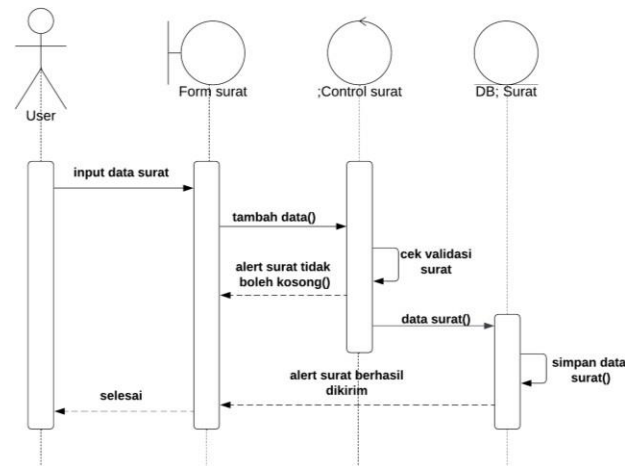 User
Form surat
;Control surat
DB; Surat
input data surat
tambah data()
cek validasi
surat
alert surat tidak
boleh kosong()
data surat()
simpan data
surat()
alert surat berhasil
dikirim
selesai